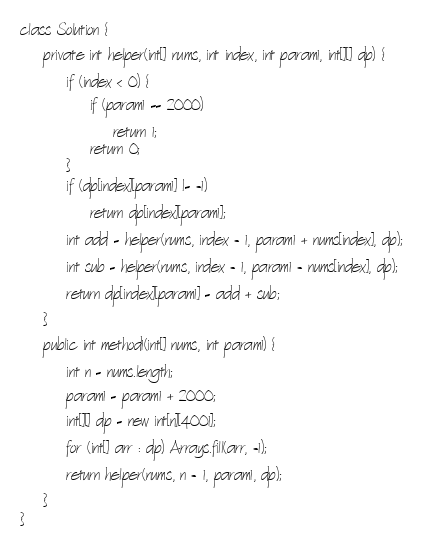 class Solution {
    private int helper(int[] nums, int index, int param1, int[][] dp) {
        if (index < 0) {
            if (param1 == 2000)
                return 1;
            return 0;
        }
        if (dp[index][param1] != -1)
            return dp[index][param1];
        int add = helper(nums, index - 1, param1 + nums[index], dp);
        int sub = helper(nums, index - 1, param1 - nums[index], dp);
        return dp[index][param1] = add + sub;
    }
    public int method1(int[] nums, int param1) {
        int n = nums.length;
        param1 = param1 + 2000;
        int[][] dp = new int[n][4001];
        for (int[] arr : dp) Arrays.fill(arr, -1);
        return helper(nums, n - 1, param1, dp);
    }
}